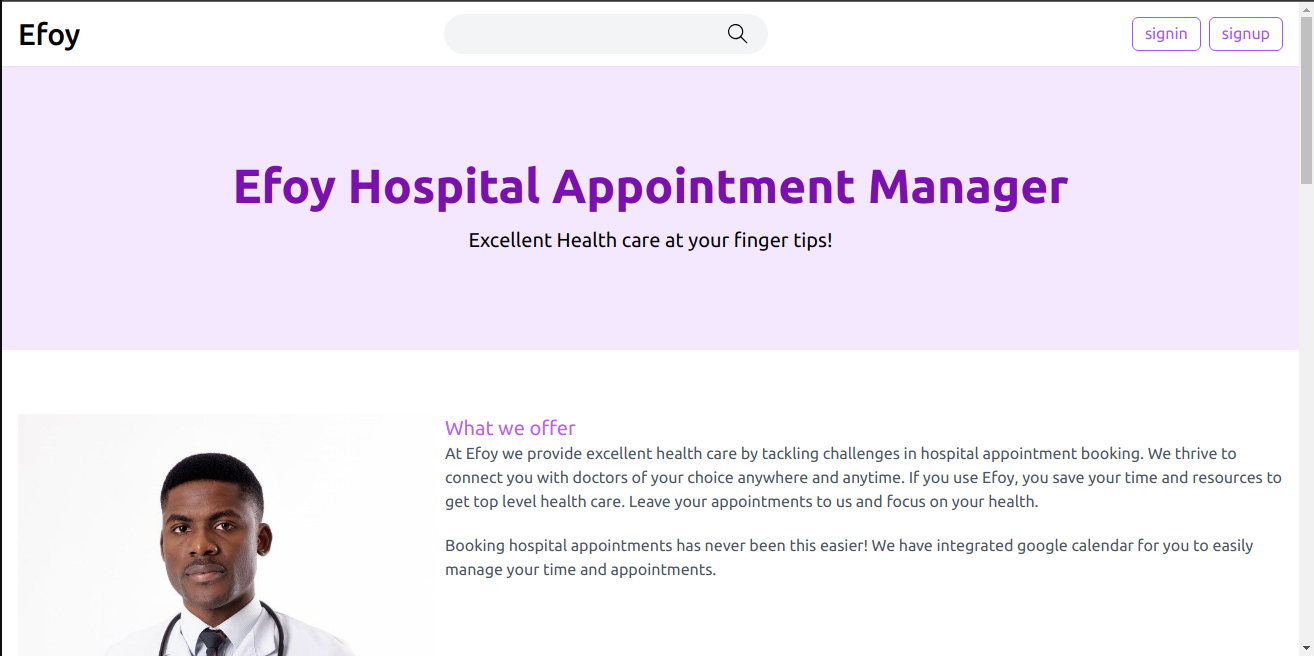 Efoy
signin
signup
Efoy Hospital Appointment Manager
Excellent Health care at your finger tips!
What we offer
At Efoy we provide excellent health care by tackling challenges in hospital appointment booking. We thrive to
connect you with doctors of your choice anywhere and anytime. If you use Efoy, you save your time and resources to
get top level health care. Leave your appointments to us and focus on your health.
Booking hospital appointments has never been this easier! We have integrated google calendar for you to easily
manage your time and appointments.